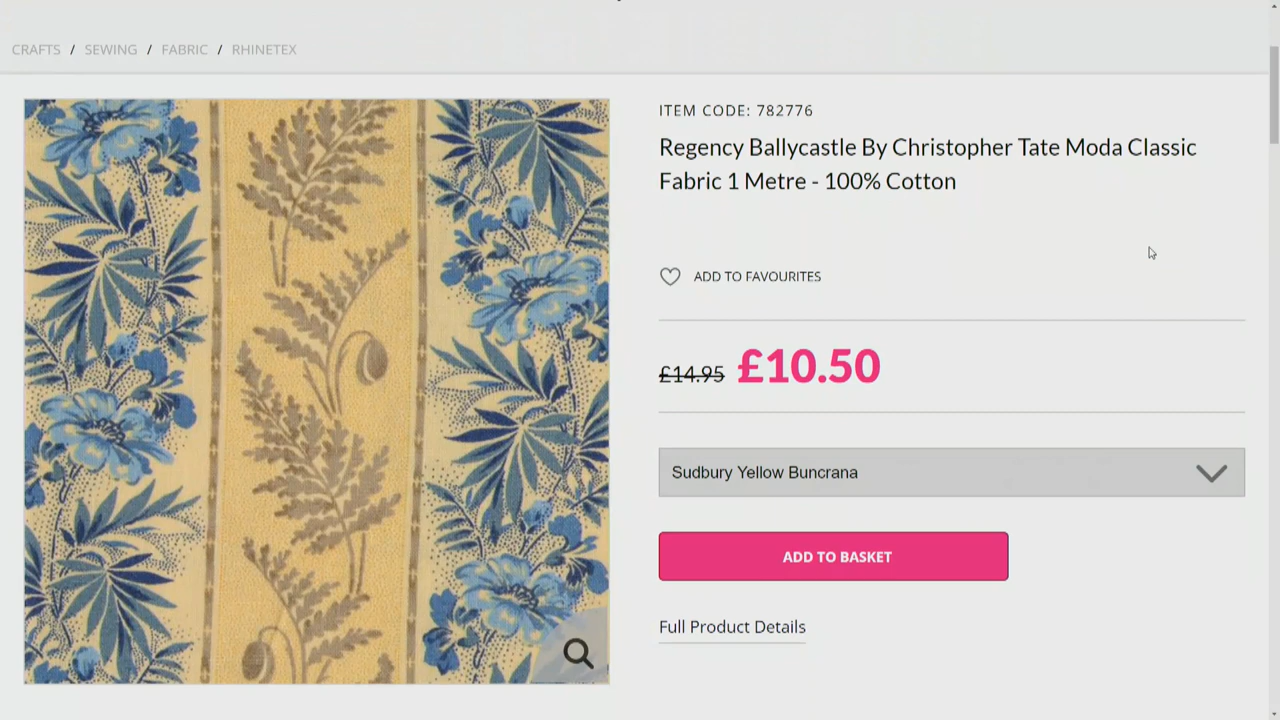 CRAFTS / SEWING / FABRIC / RHINETEX
ITEM CODE: 782776
Regency Ballycastle By Christopher Tate Moda Classic
Fabric 1 Metre - 100% Cotton
ADD TO FAVOURITES
£14.95 £10.50
Sudbury Yellow Buncrana
ADD TO BASKET
Full Product Details